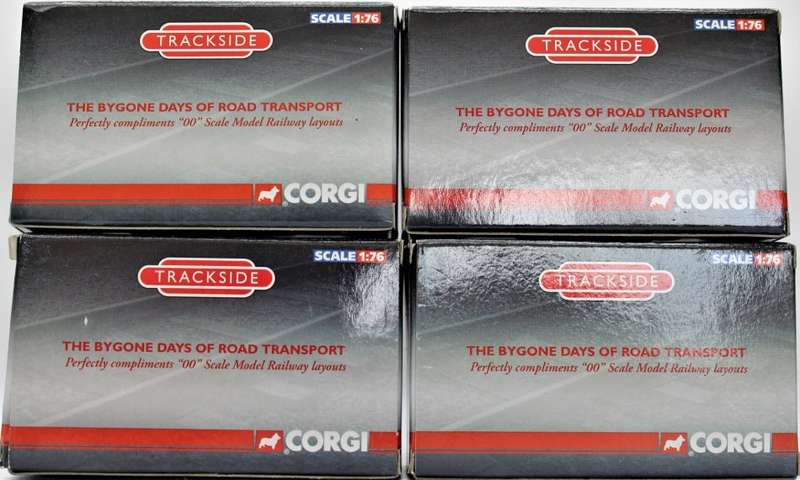 SCALE 1:76
TRACKSIDE
THE BYGONE DAYS OF ROAD TRANSPORT
Perfectly compliments "00" Scale Model Railway layouts
CORGI
SCALE 1:76
TRACKSIDE
THE BYGONE DAYS OF ROAD TRANSPORT
Perfectly compliments "00" Scale Model Railway layouts
CORGI
SCALE 1:76
TRACKSIDE
THE BYGONE DAYS OF ROAD TRANSPORT
Perfectly compliments "00" Scale Model Railway layouts
CORGI
SCALE 1:76
TRACKSIDE
THE BYGONE DAYS OF ROAD TRANSPORT
Perfectly compliments "00" Scale Model Railway layouts
CORGI